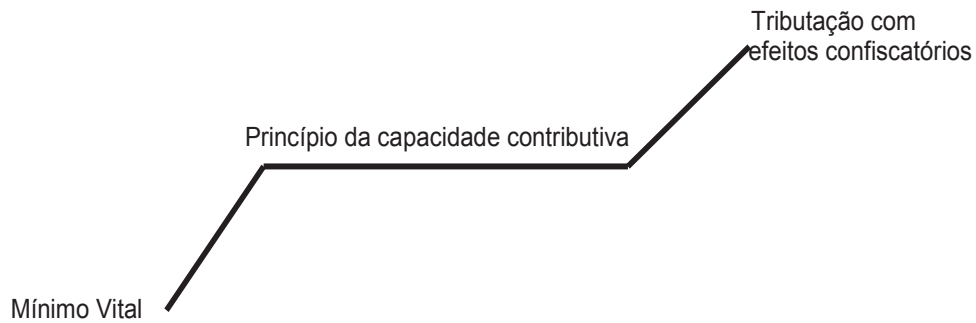 Tributação com
efeitos confiscatórios
Princípio da capacidade contributiva
Mínimo Vital